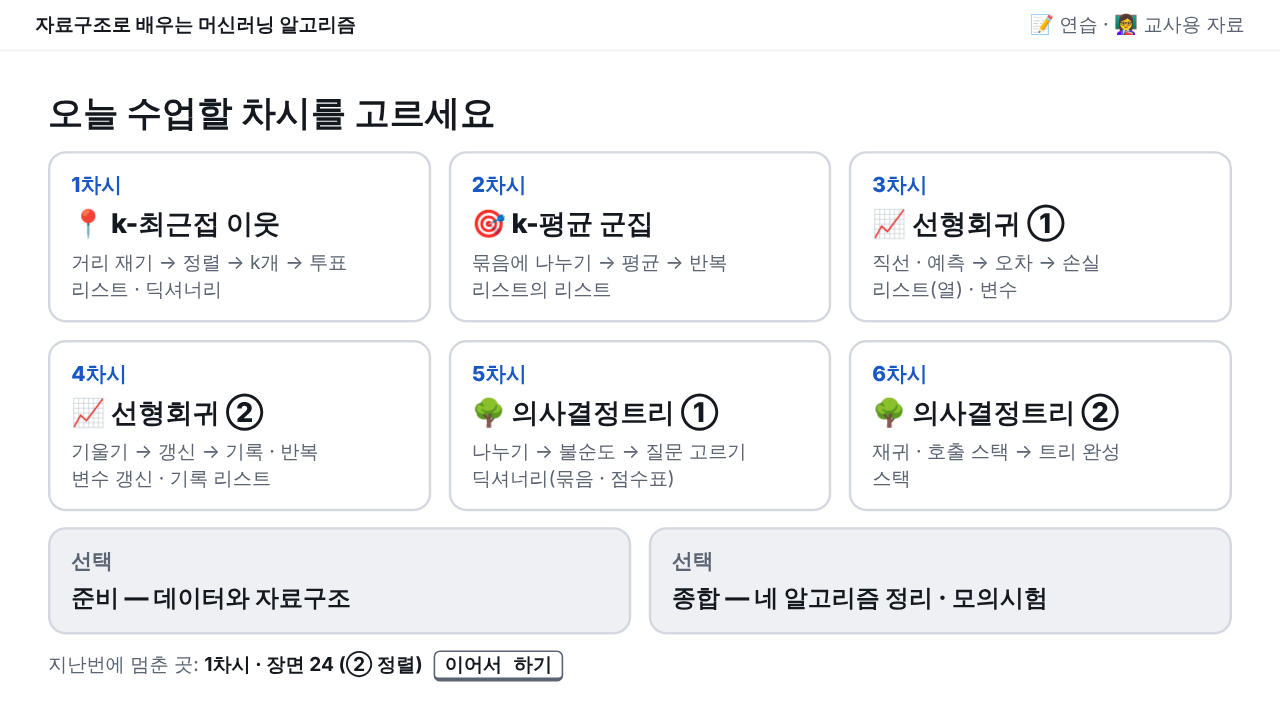 자료구조로 배우는 머신러닝 알고리즘
📝 연습 · 👩‍🏫 교사용 자료
오늘 수업할 차시를 고르세요
1차시
📍 k-최근접 이웃
거리 재기 → 정렬 → k개 → 투표
리스트 · 딕셔너리
2차시
🎯 k-평균 군집
묶음에 나누기 → 평균 → 반복
리스트의 리스트
3차시
📈 선형회귀 ①
직선 · 예측 → 오차 → 손실
리스트(열) · 변수
4차시
📈 선형회귀 ②
기울기 → 갱신 → 기록 · 반복
변수 갱신 · 기록 리스트
5차시
🌳 의사결정트리 ①
나누기 → 불순도 → 질문 고르기
딕셔너리(묶음 · 점수표)
6차시
🌳 의사결정트리 ②
재귀 · 호출 스택 → 트리 완성
스택
선택
준비 — 데이터와 자료구조
선택
종합 — 네 알고리즘 정리 · 모의시험
지난번에 멈춘 곳: 1차시 · 장면 24 (② 정렬) 이어서 하기